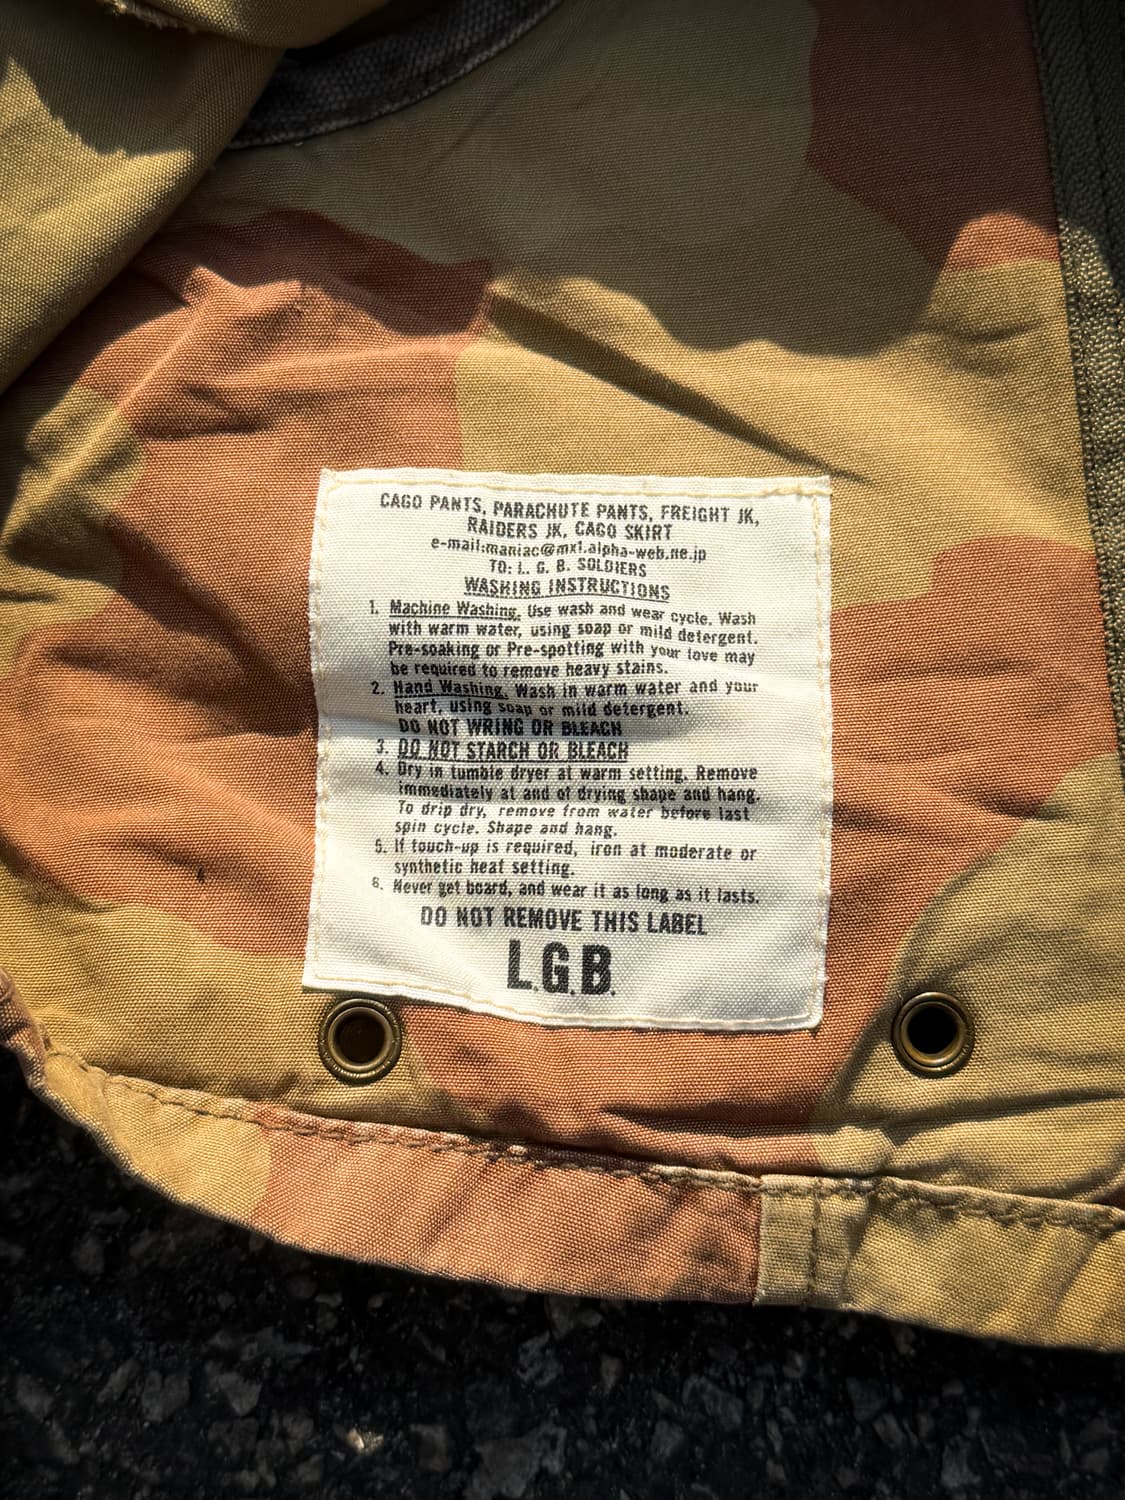 CAGO PANTS, PARACHUTE PANTS, FREIGHT JK,
RAIDERS JK, CAGO SKIRT
e-mail:maniac@mx1.alpha-web.ne.jp
TO: L. G. B. SOLDIERS
WASHING INSTRUCTIONS
1. Machine Washing. Use wash and wear cycle. Wash
with warm water, using soap or mild detergent.
Pre-soaking or Pre-spotting with your love may
be required to remove heavy stains.
2. Hand Washing. Wash in warm water and your
heart, using soap or mild detergent.
DO NOT WRING OR BLEACH
3. DO NOT STARCH OR BLEACH
4. Dry in tumble dryer at warm setting. Remove
immediately at and of drying shape and hang.
To drip dry, remove from water before last
spin cycle. Shape and hang.
5. If touch-up is required, iron at moderate or
synthetic heat setting.
6. Never get board, and wear it as long as it lasts.
DO NOT REMOVE THIS LABEL
L.G.B.